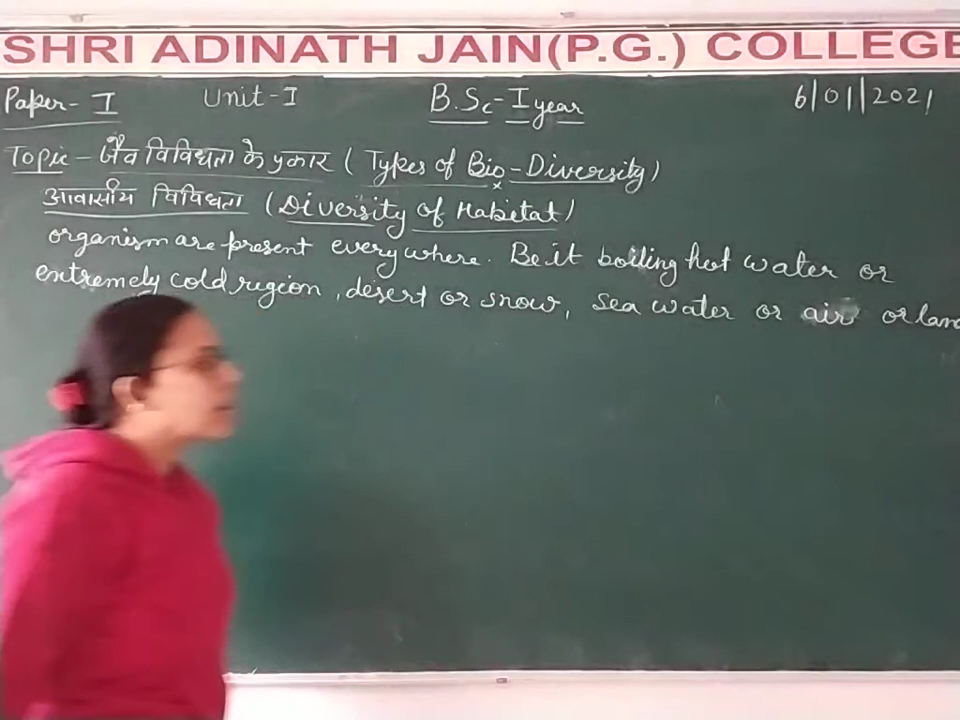 SHRI ADINATH JAIN(P.G.) COLLEGE
Paper- I Unit-I B.Sc-I year 6/01/2021
Topic - जैव विविधता के प्रकार (Types of Bio-Diversity)
आवासीय विविधता (Diversity of Habitat)
organism are present everywhere. Be it boiling hot water or
extremely cold region, desert or snow, sea water or air or land